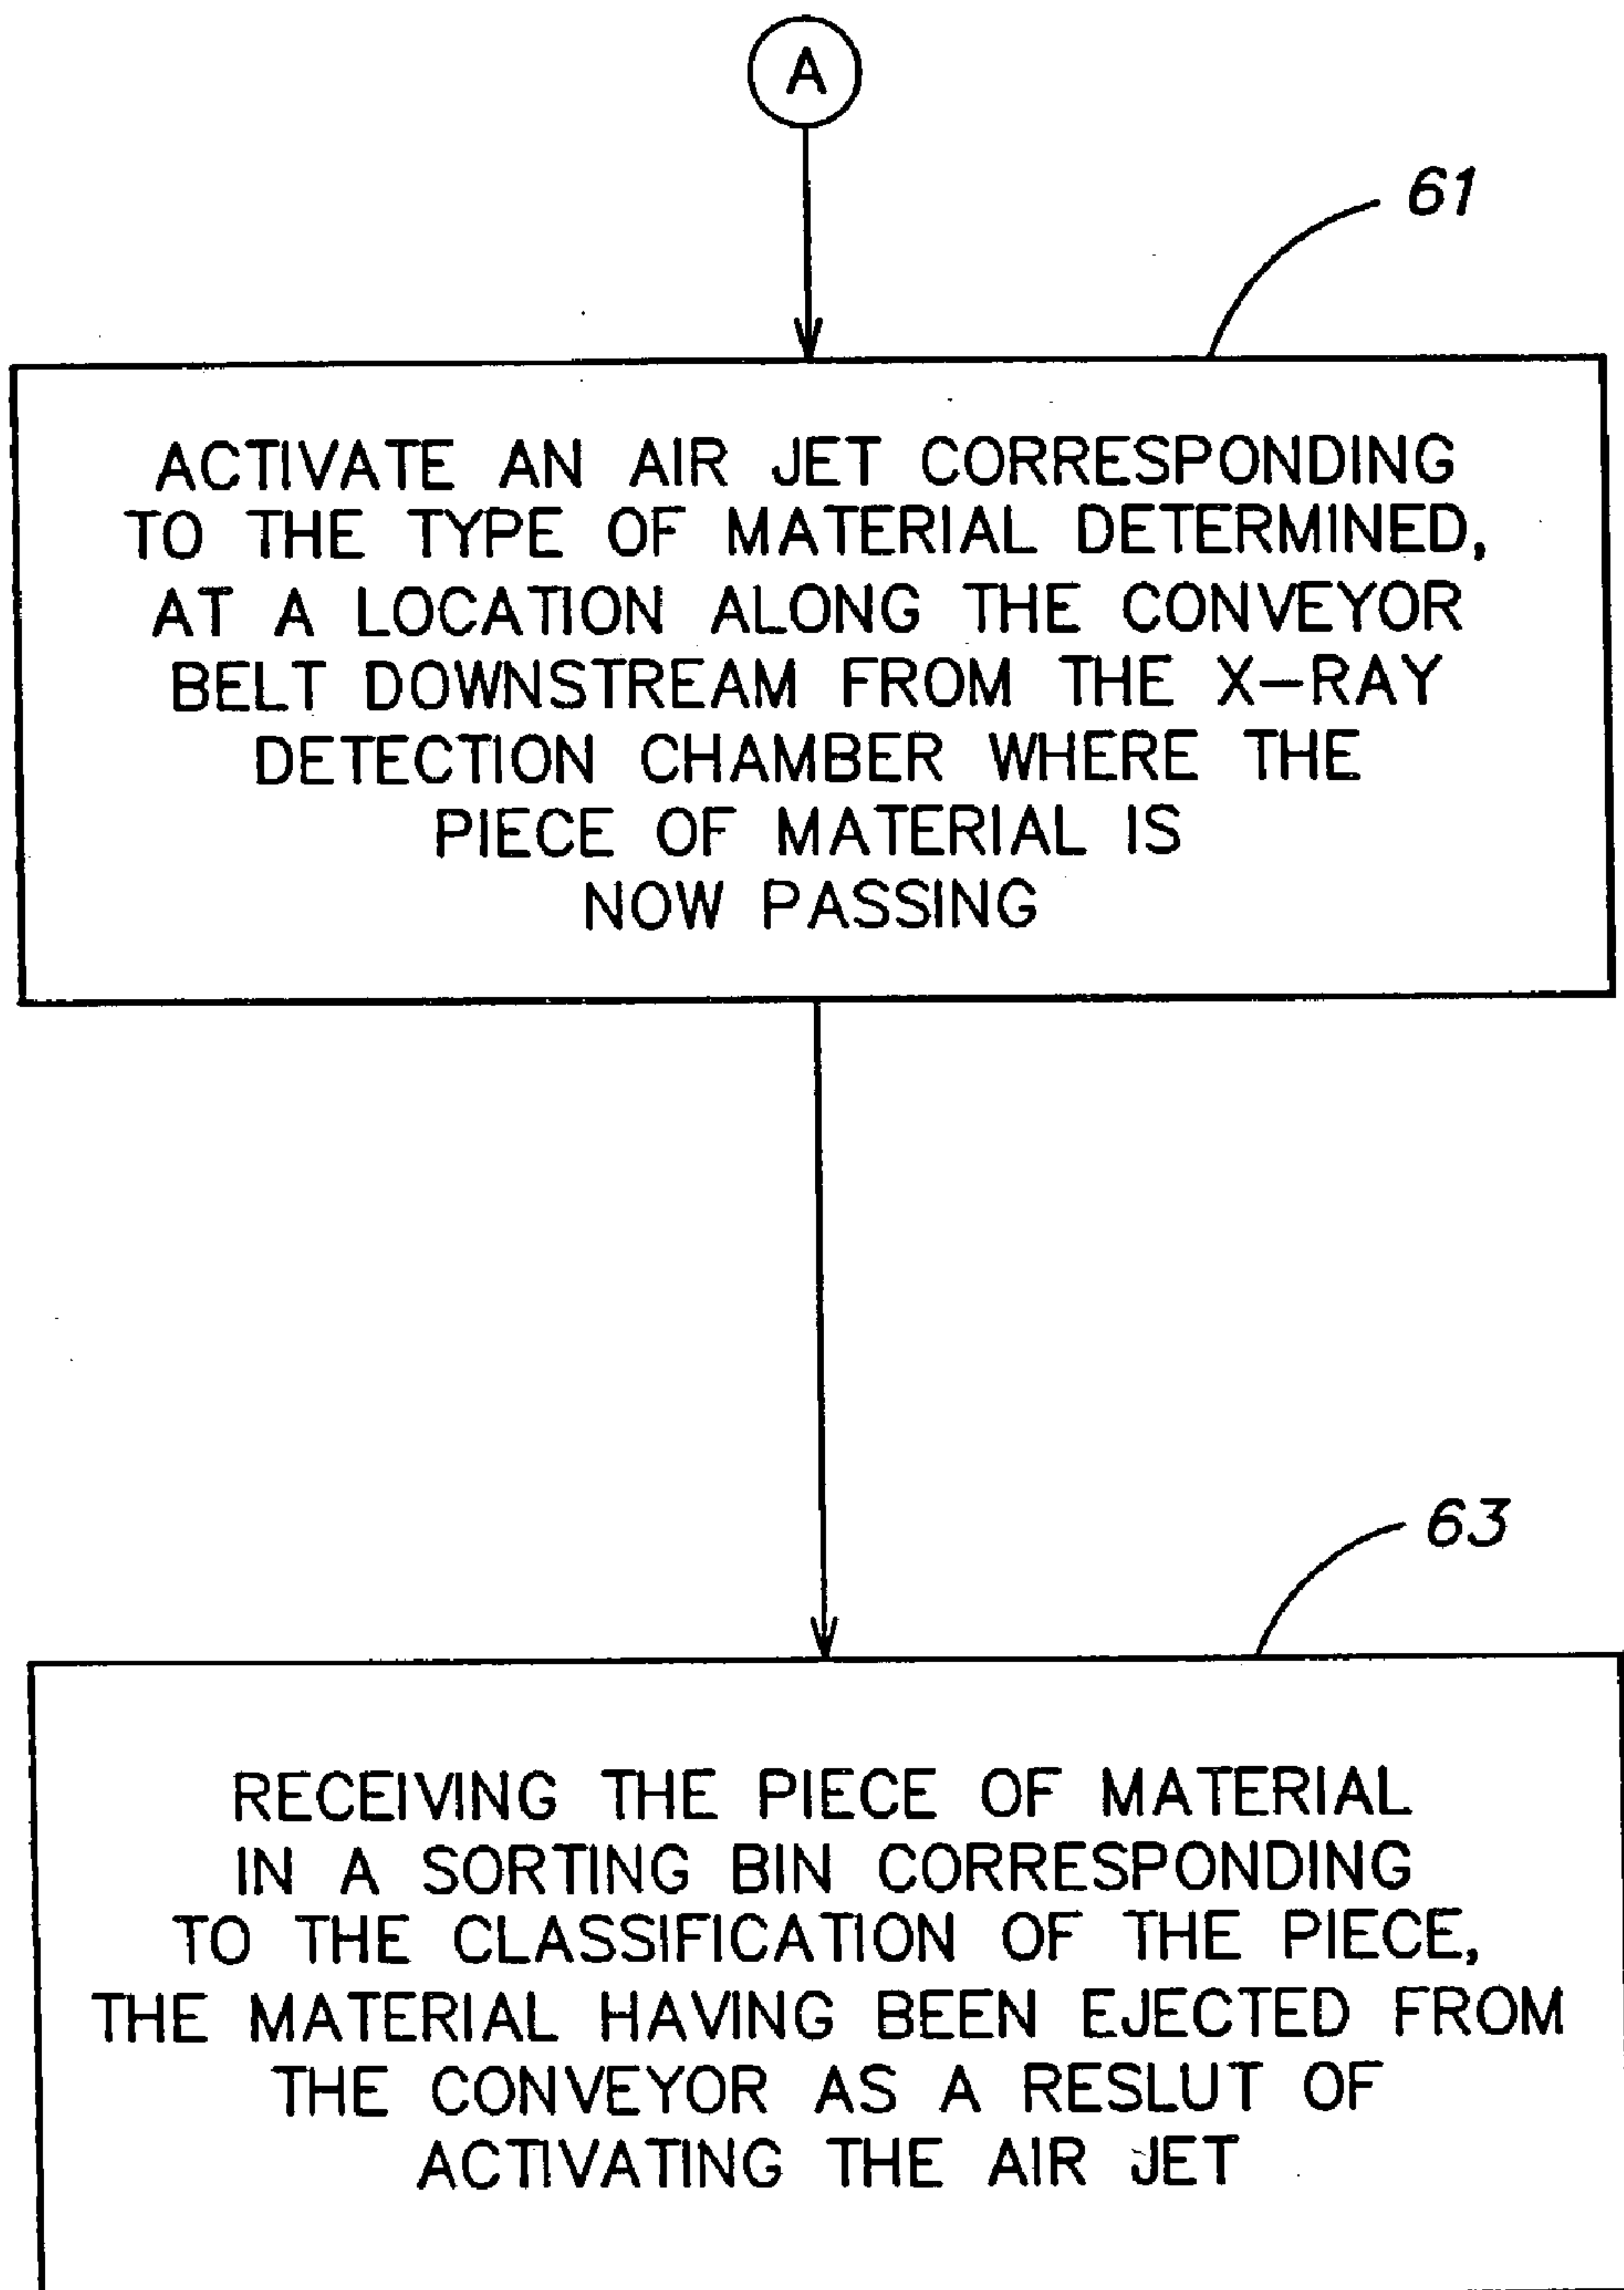 A
61
ACTIVATE AN AIR JET CORRESPONDING
TO THE TYPE OF MATERIAL DETERMINED,
AT A LOCATION ALONG THE CONVEYOR
BELT DOWNSTREAM FROM THE X-RAY
DETECTION CHAMBER WHERE THE
PIECE OF MATERIAL IS
NOW PASSING
63
RECEIVING THE PIECE OF MATERIAL
IN A SORTING BIN CORRESPONDING
TO THE CLASSIFICATION OF THE PIECE,
THE MATERIAL HAVING BEEN EJECTED FROM
THE CONVEYOR AS A RESLUT OF
ACTIVATING THE AIR JET